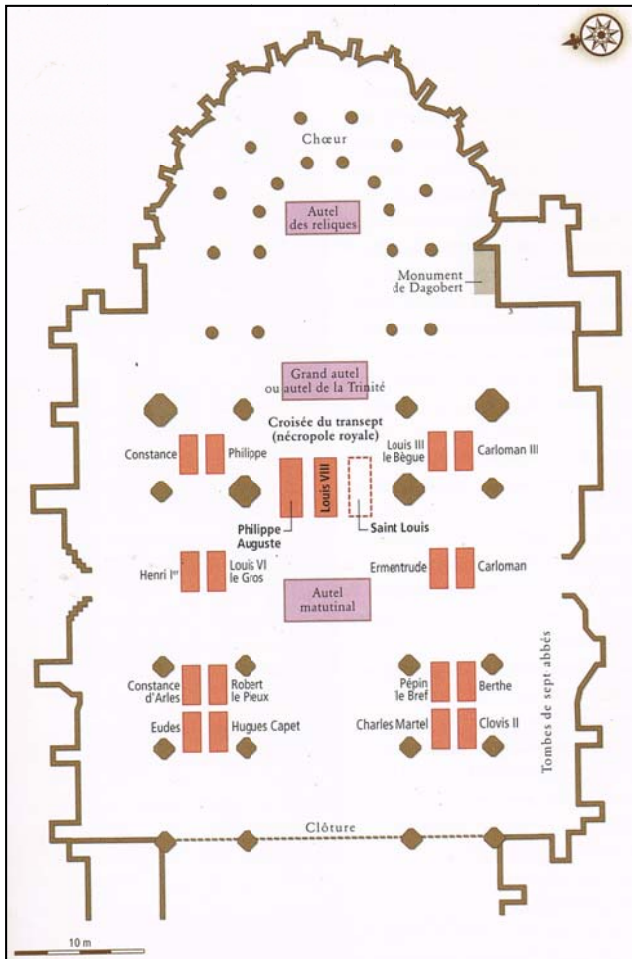 Chœur
Autel
des reliques
Monument
de Dagobert
3
Grand autel
ou autel de la Trinité
Croisée du transept
(nécropole royale)
Constance
Philippe
Louis III
le Bègue
Carloman III
Louis VIII
Philippe
Auguste
Saint Louis
Henri Ier
Louis VI
le Gros
Ermentrude
Carloman
Autel
matutinal
Constance
d'Arles
Robert
le Pieux
Pépin
le Bref
Berthe
Eudes
Hugues Capet
Charles Martel
Clovis II
Tombes de sept abbés
Clôture
10 m